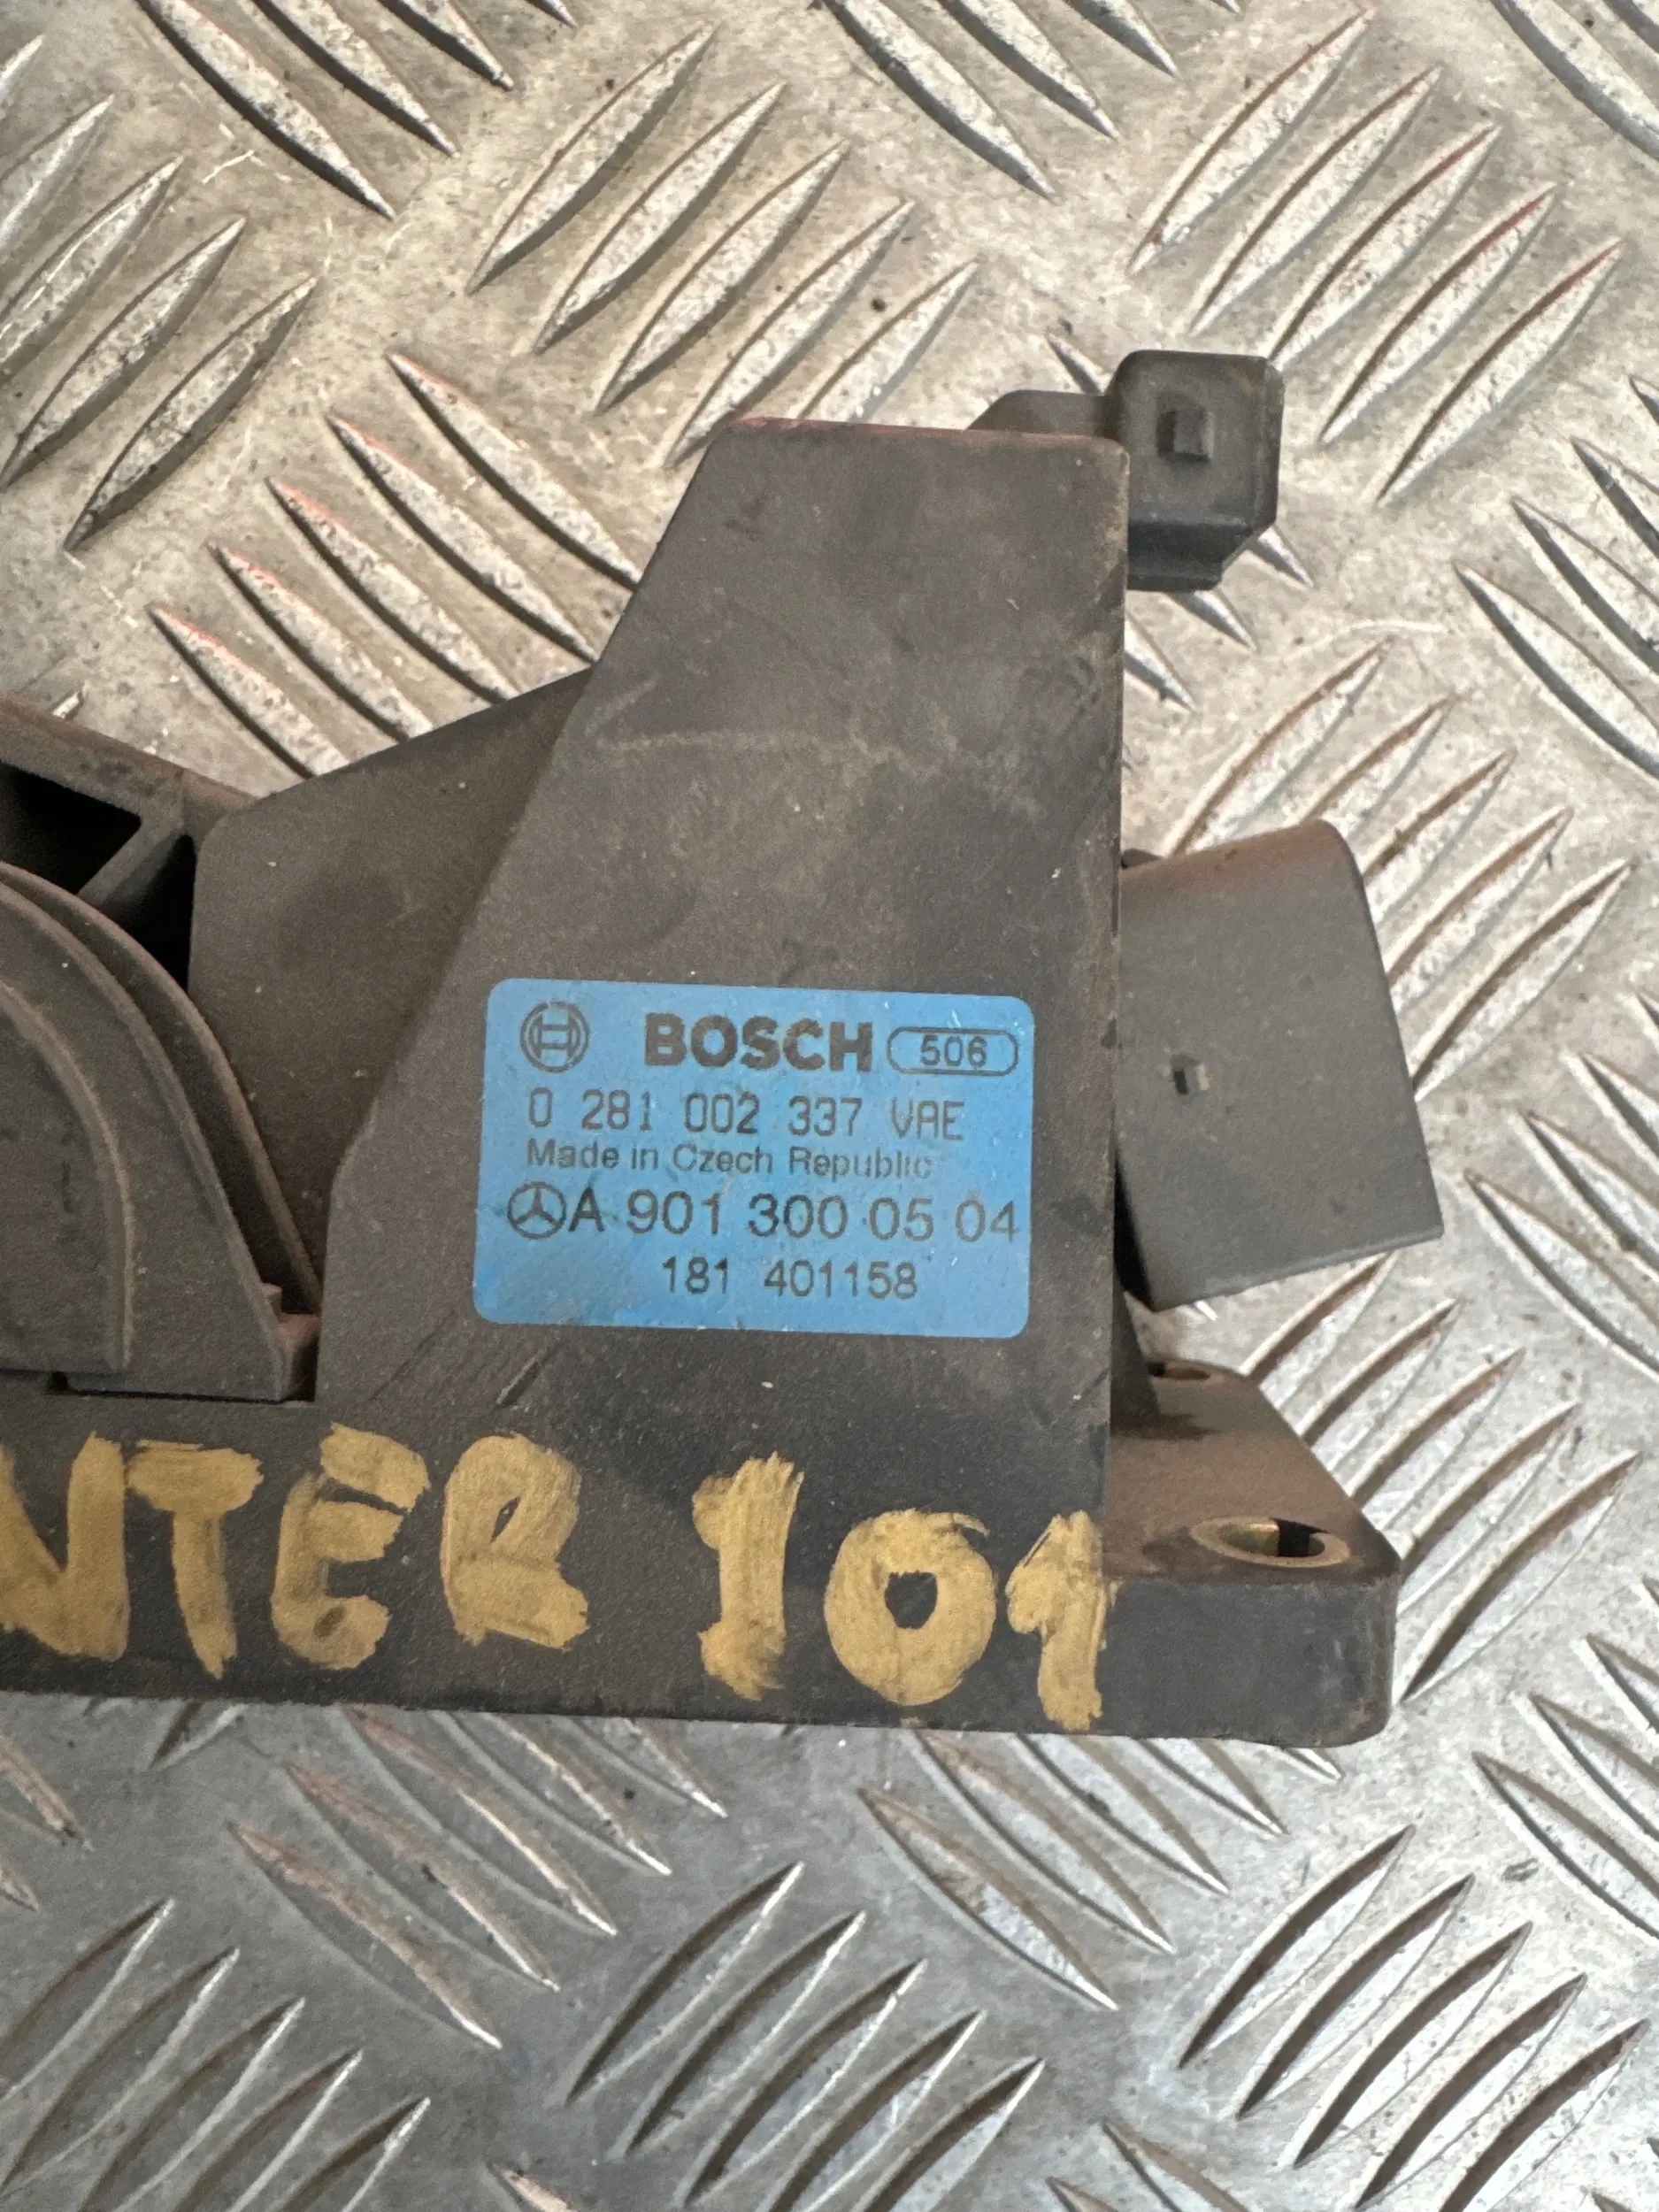 BOSCH 506
0 281 002 337 VAE
Made in Czech Republic
A 901 300 05 04
181 401158
NTER 101